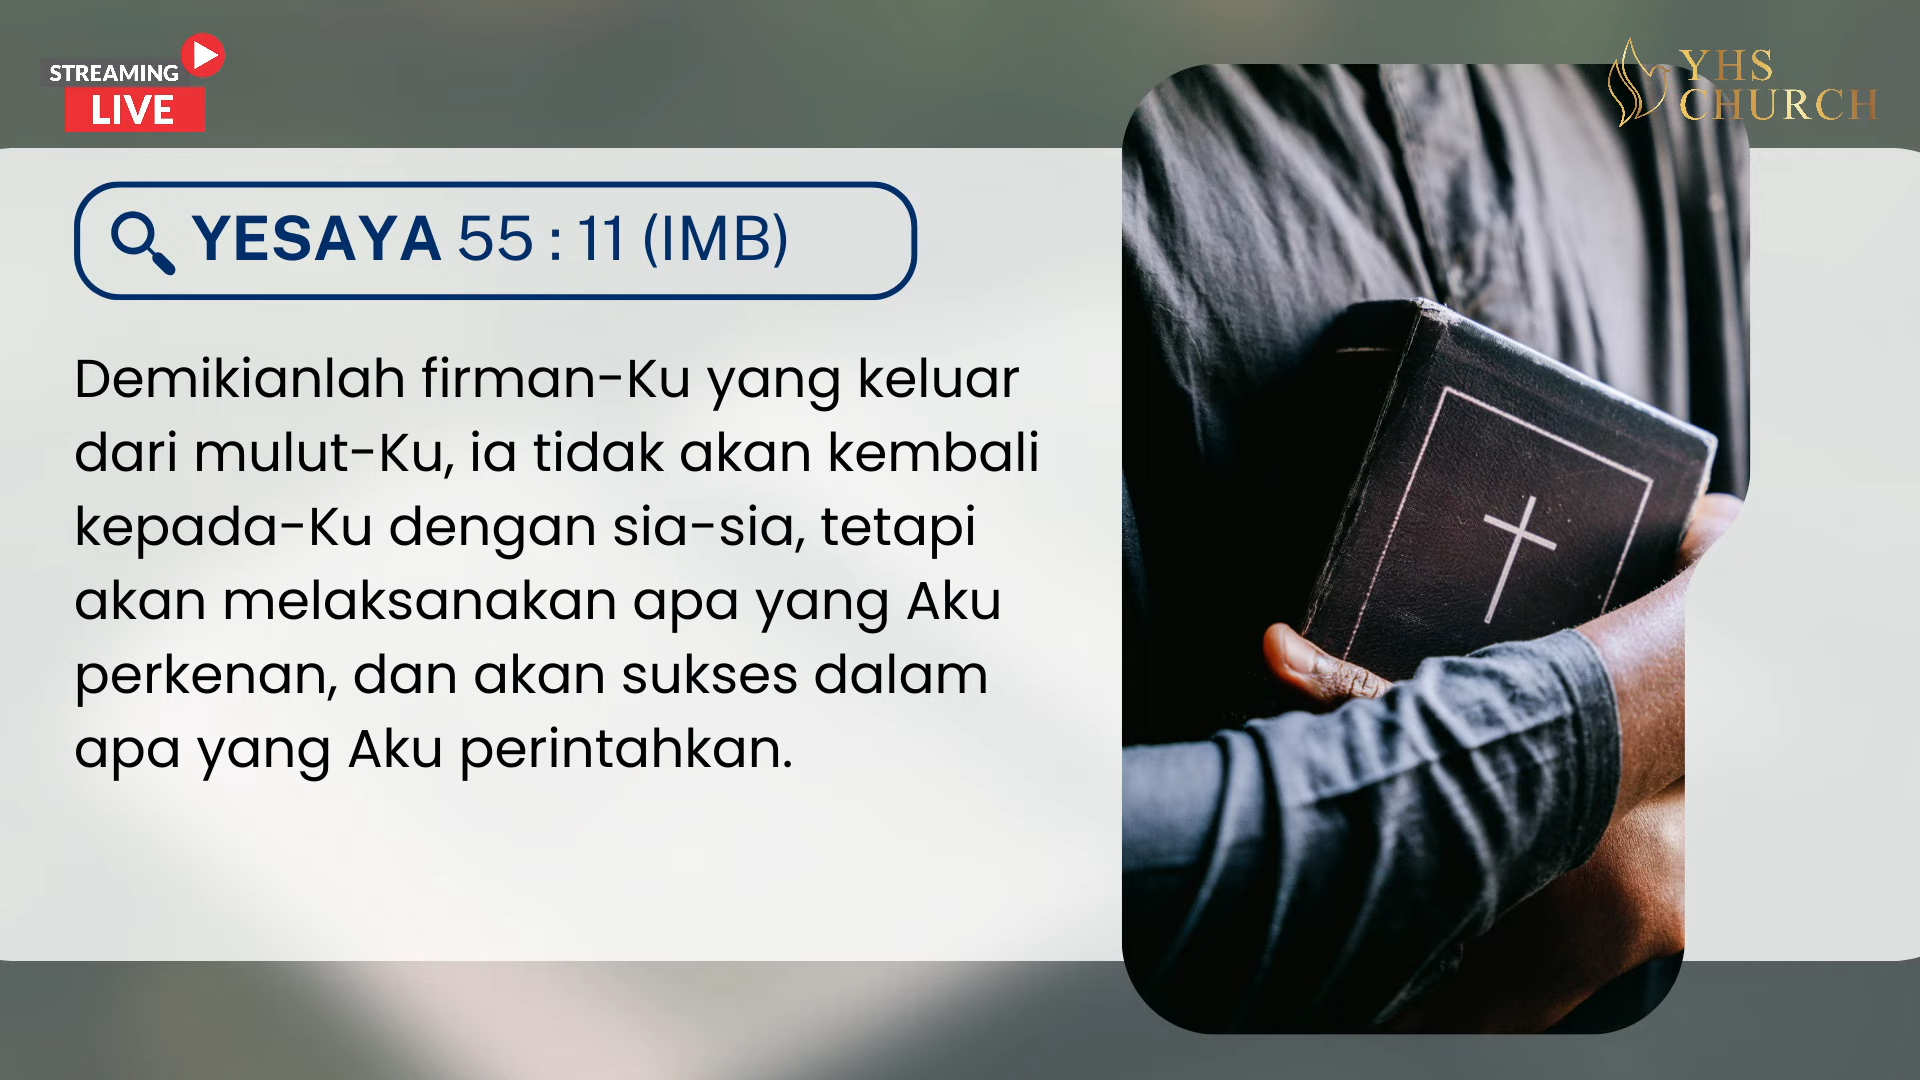 STREAMING
LIVE
YHS
CHURCH
YESAYA 55 : 11 (IMB)
Demikianlah firman-Ku yang keluar
dari mulut-Ku, ia tidak akan kembali
kepada-Ku dengan sia-sia, tetapi
akan melaksanakan apa yang Aku
perkenan, dan akan sukses dalam
apa yang Aku perintahkan.